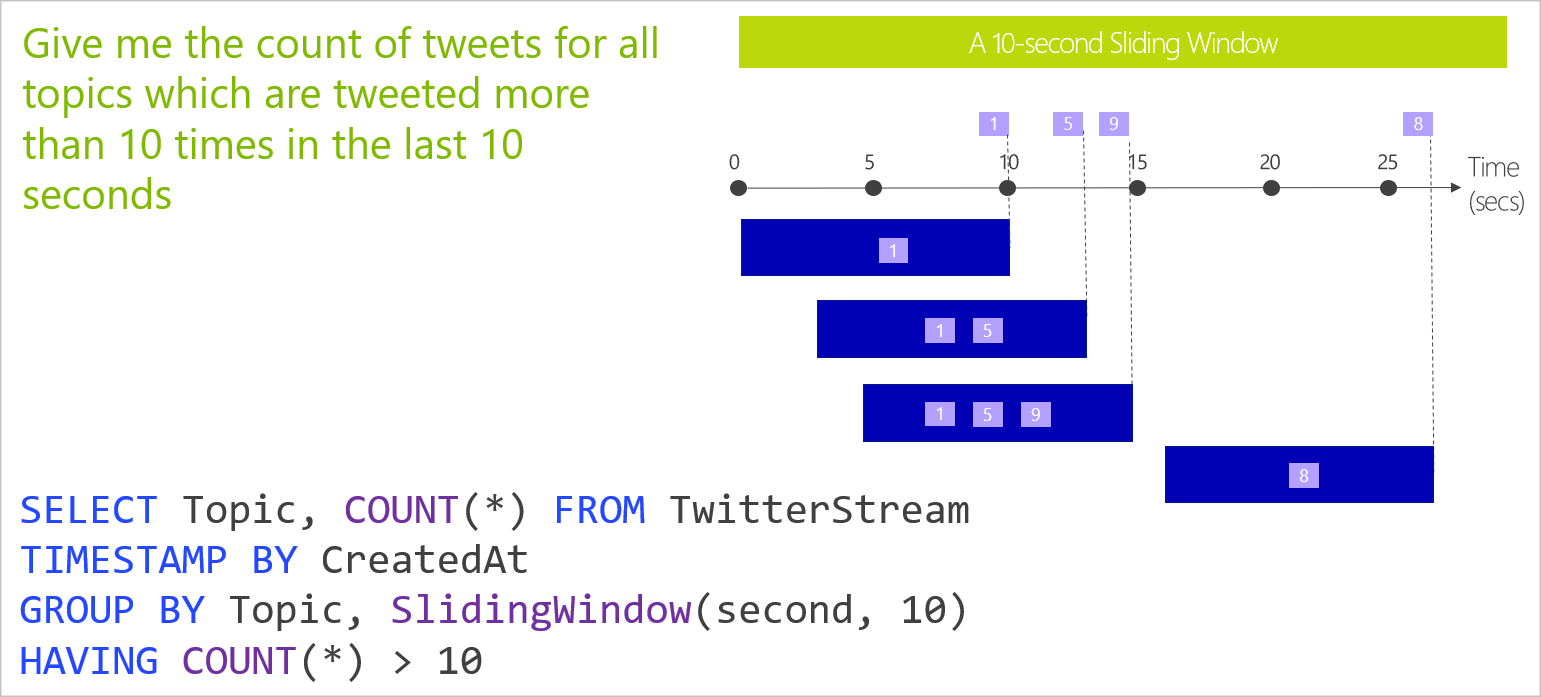 Give me the count of tweets for all
topics which are tweeted more
than 10 times in the last 10
seconds
A 10-second Sliding Window
1 5 9 8
0 5 10 15 20 25 Time
(secs)
1
1 5
1 5 9
8
SELECT Topic, COUNT(*) FROM TwitterStream
TIMESTAMP BY CreatedAt
GROUP BY Topic, SlidingWindow(second, 10)
HAVING COUNT(*) > 10